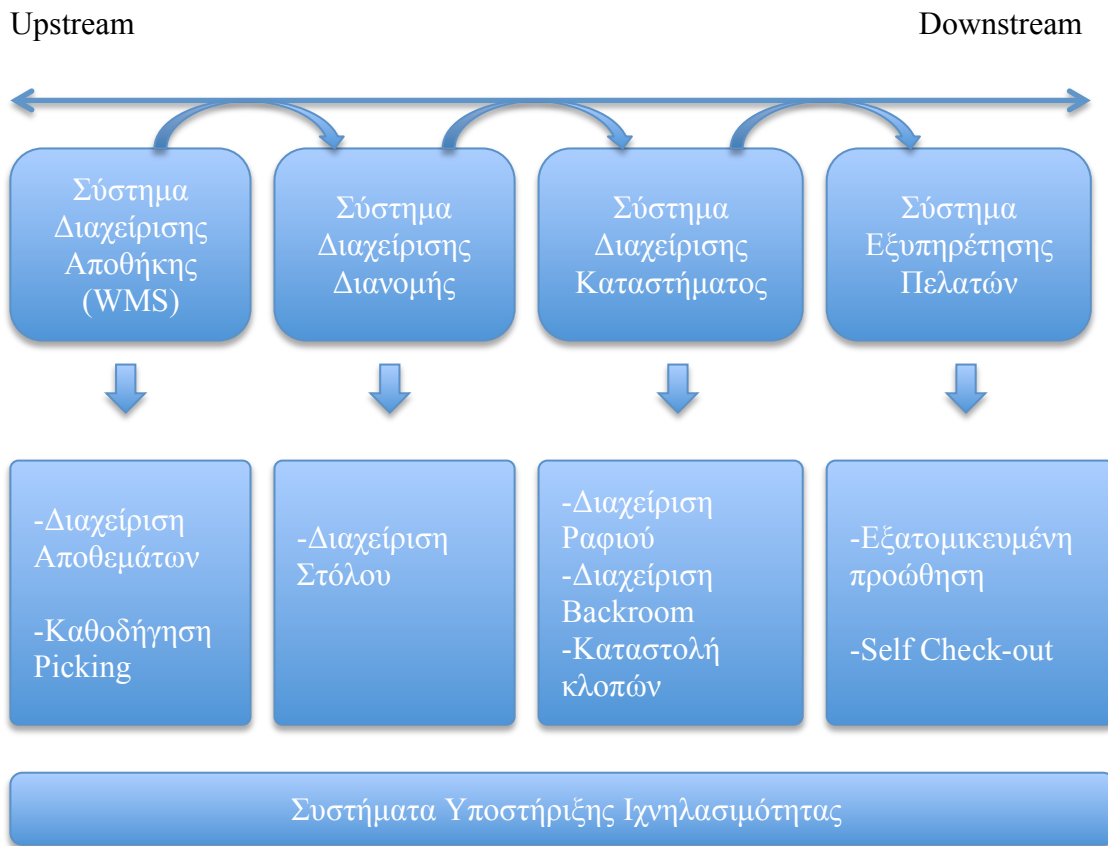 Upstream
Downstream
Σύστημα
Διαχείρισης
Αποθήκης
(WMS)
Σύστημα
Διαχείρισης
Διανομής
Σύστημα
Διαχείρισης
Καταστήματος
Σύστημα
Εξυπηρέτησης
Πελατών
-Διαχείριση
Αποθεμάτων
-Καθοδήγηση
Picking
-Διαχείριση
Στόλου
-Διαχείριση
Ραφιού
-Διαχείριση
Backroom
-Καταστολή
κλοπών
-Εξατομικευμένη
προώθηση
-Self Check-out
Συστήματα Υποστήριξης Ιχνηλασιμότητας